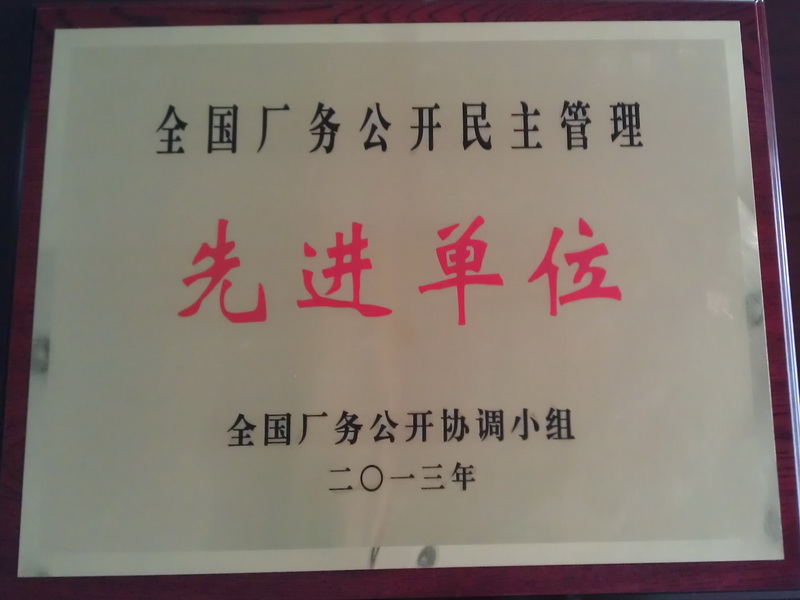 全国厂务公开民主管理
先进单位
全国厂务公开协调小组
二〇一三年